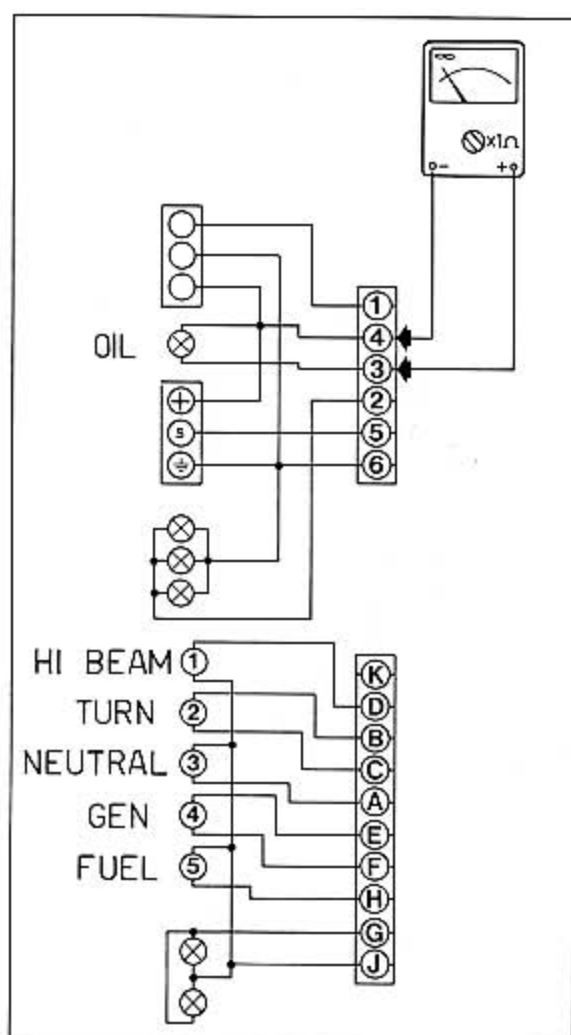 ∞
×1Ω
− +
1
4
OIL
3
+ 2
S 5
6
HI BEAM 1 K
D
TURN 2 B
C
NEUTRAL 3 A
GEN 4 E
F
FUEL 5 H
G
J